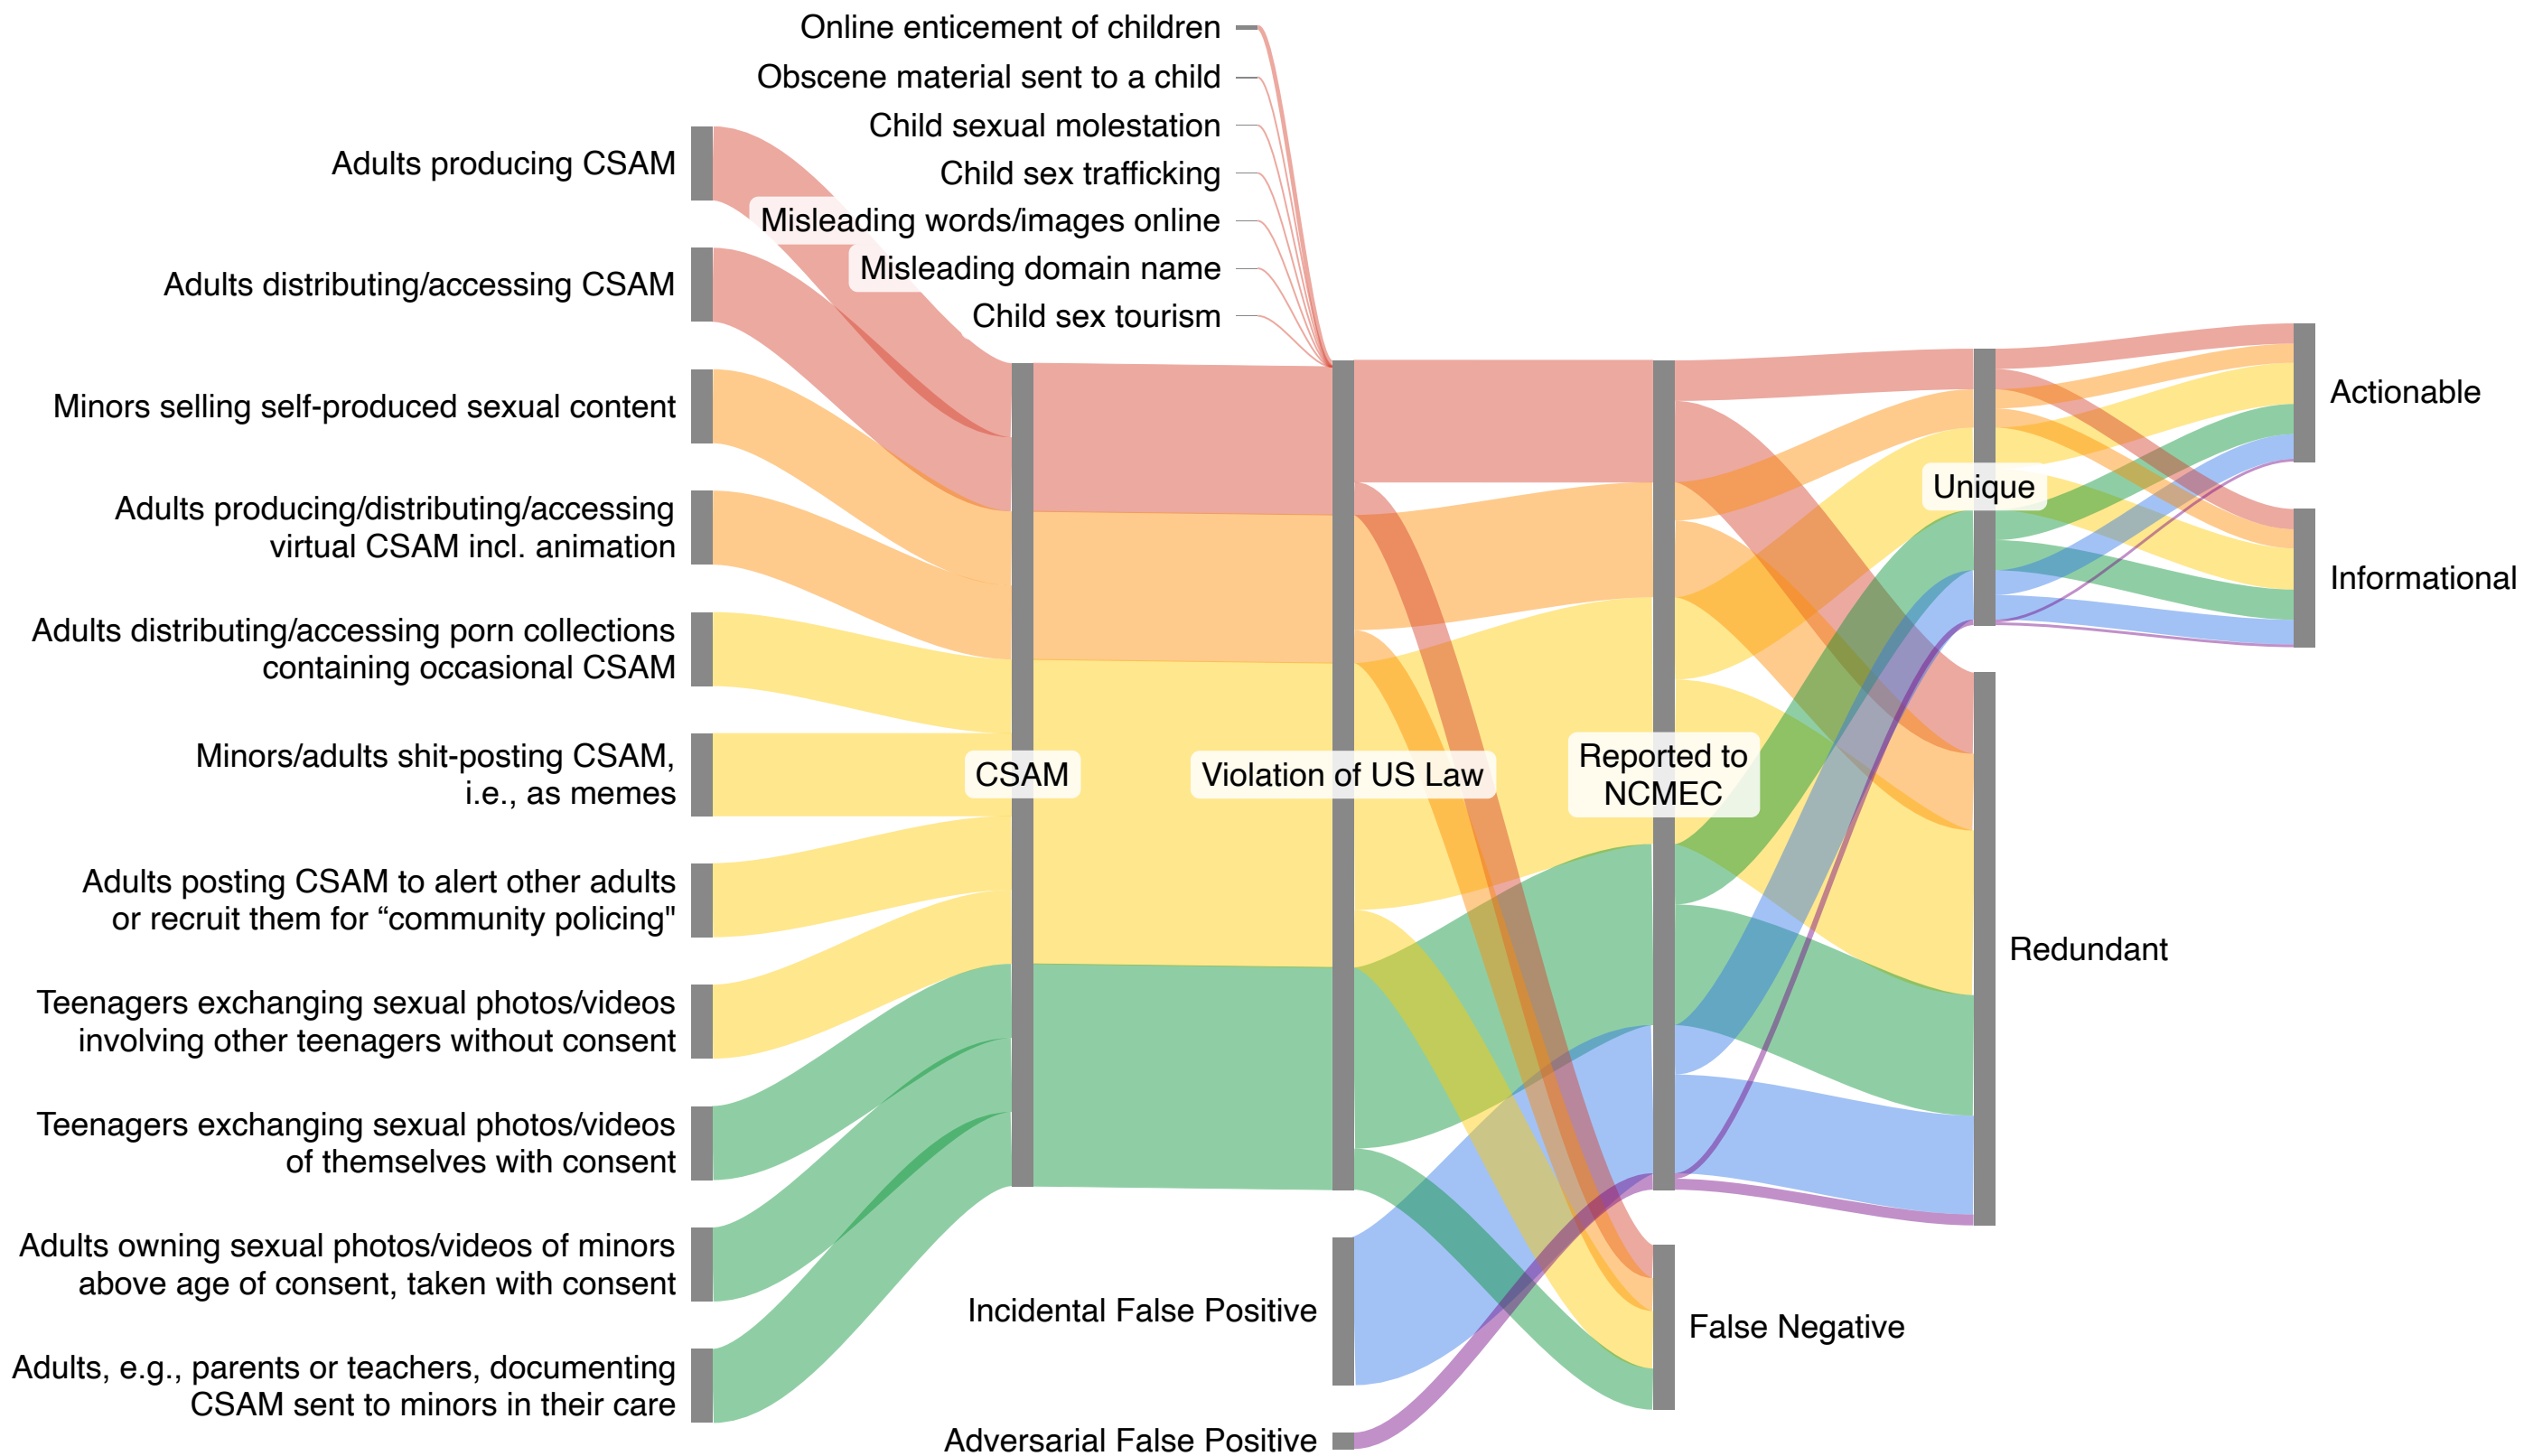 Online enticement of children
Obscene material sent to a child
Child sexual molestation
Child sex trafficking
Misleading words/images online
Misleading domain name
Child sex tourism
Adults producing CSAM
Adults distributing/accessing CSAM
Minors selling self-produced sexual content
Adults producing/distributing/accessing
virtual CSAM incl. animation
Adults distributing/accessing porn collections
containing occasional CSAM
Minors/adults shit-posting CSAM,
i.e., as memes
Adults posting CSAM to alert other adults
or recruit them for “community policing"
Teenagers exchanging sexual photos/videos
involving other teenagers without consent
Teenagers exchanging sexual photos/videos
of themselves with consent
Adults owning sexual photos/videos of minors
above age of consent, taken with consent
Adults, e.g., parents or teachers, documenting
CSAM sent to minors in their care
CSAM
Violation of US Law
Incidental False Positive
Adversarial False Positive
Reported to
NCMEC
False Negative
Unique
Redundant
Actionable
Informational